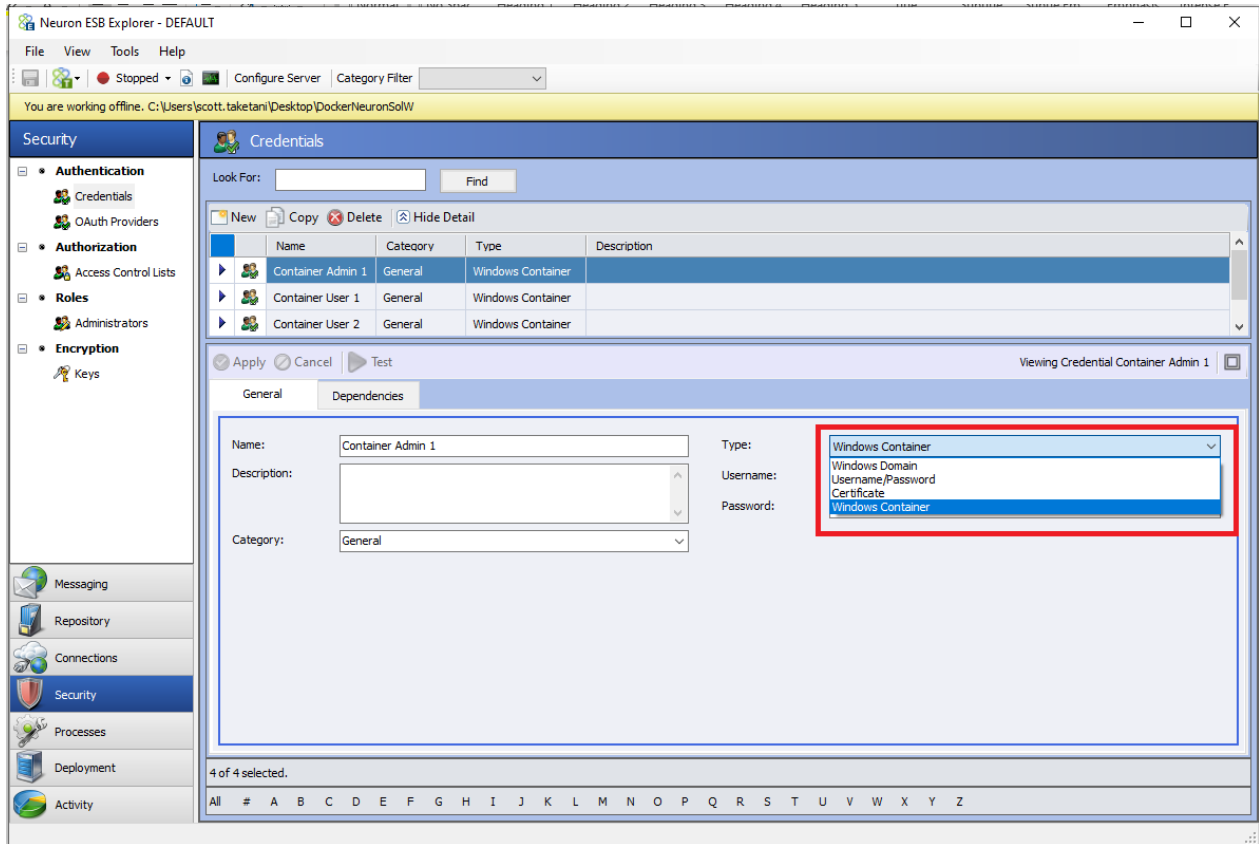 Neuron ESB Explorer - DEFAULT
File View Tools Help
Stopped Configure Server Category Filter
You are working offline. C:\Users\scott.taketani\Desktop\DockerNeuronSolW
Security
Authentication
Credentials
OAuth Providers
Authorization
Access Control Lists
Roles
Administrators
Encryption
Keys
Messaging
Repository
Connections
Security
Processes
Deployment
Activity
Credentials
Look For: Find
New Copy Delete Hide Detail
Name Category Type Description
Container Admin 1 General Windows Container
Container User 1 General Windows Container
Container User 2 General Windows Container
Apply Cancel Test Viewing Credential Container Admin 1
General Dependencies
Name: Container Admin 1
Description:
Category: General
Type: Windows Container
Windows Domain
Username/Password
Certificate
Windows Container
Username:
Password:
4 of 4 selected.
All # A B C D E F G H I J K L M N O P Q R S T U V W X Y Z